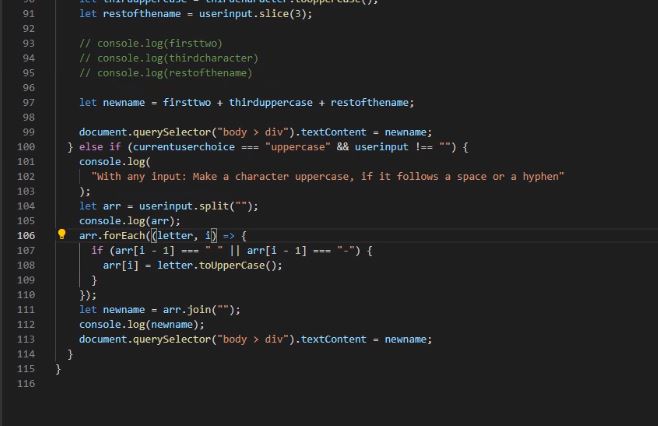 90 let thirduppercase = thirdcharacter.toUpperCase();
91 let restofthename = userinput.slice(3);
92
93 // console.log(firsttwo)
94 // console.log(thirdcharacter)
95 // console.log(restofthename)
96
97 let newname = firsttwo + thirduppercase + restofthename;
98
99 document.querySelector("body > div").textContent = newname;
100 } else if (currentuserchoice === "uppercase" && userinput !== "") {
101 console.log(
102 "With any input: Make a character uppercase, if it follows a space or a hyphen"
103 );
104 let arr = userinput.split("");
105 console.log(arr);
106 arr.forEach((letter, i) => {
107 if (arr[i - 1] === " " || arr[i - 1] === "-") {
108 arr[i] = letter.toUpperCase();
109 }
110 });
111 let newname = arr.join("");
112 console.log(newname);
113 document.querySelector("body > div").textContent = newname;
114 }
115 }
116